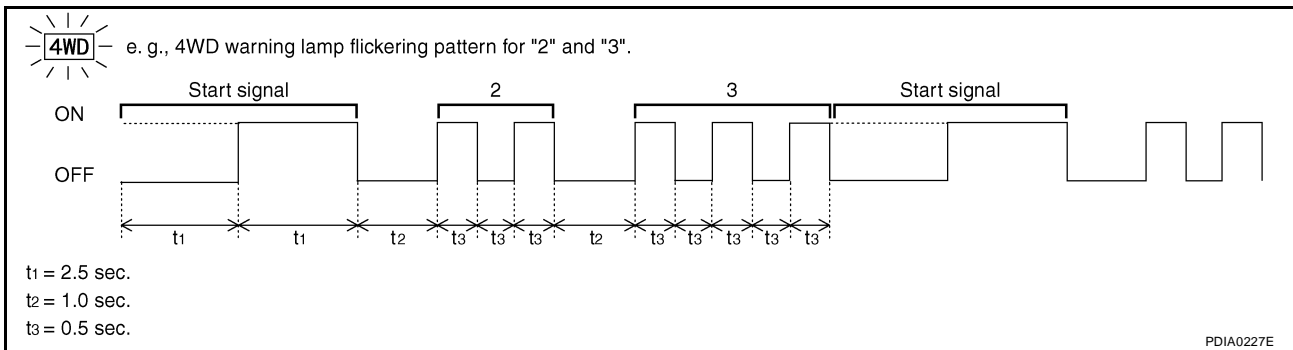 4WD e. g., 4WD warning lamp flickering pattern for "2" and "3".
Start signal 2 3 Start signal
ON
OFF
t1 t1 t2 t3 t3 t3 t2 t3 t3 t3 t3 t3
t1 = 2.5 sec.
t2 = 1.0 sec.
t3 = 0.5 sec.
PDIA0227E